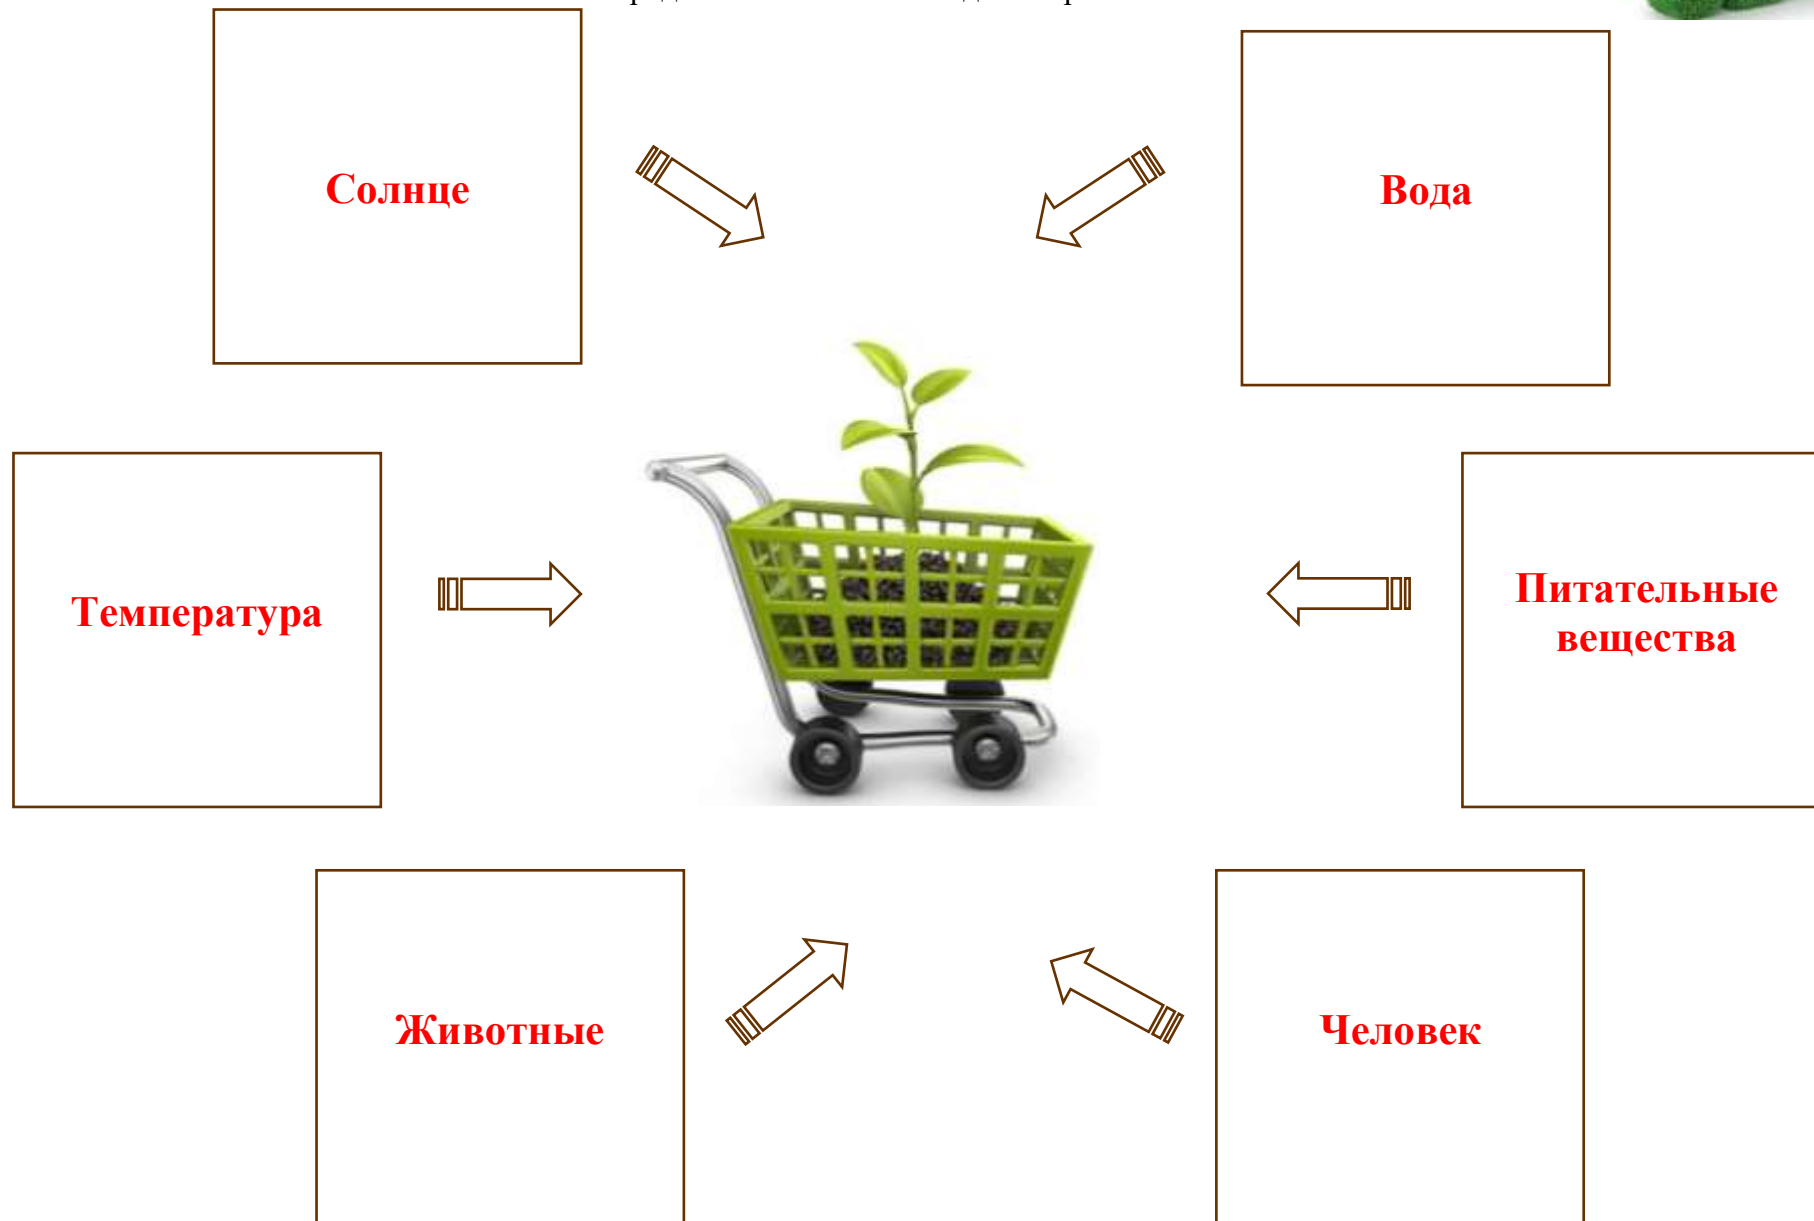 Солнце
Вода
Температура
Питательные
вещества
Животные
Человек